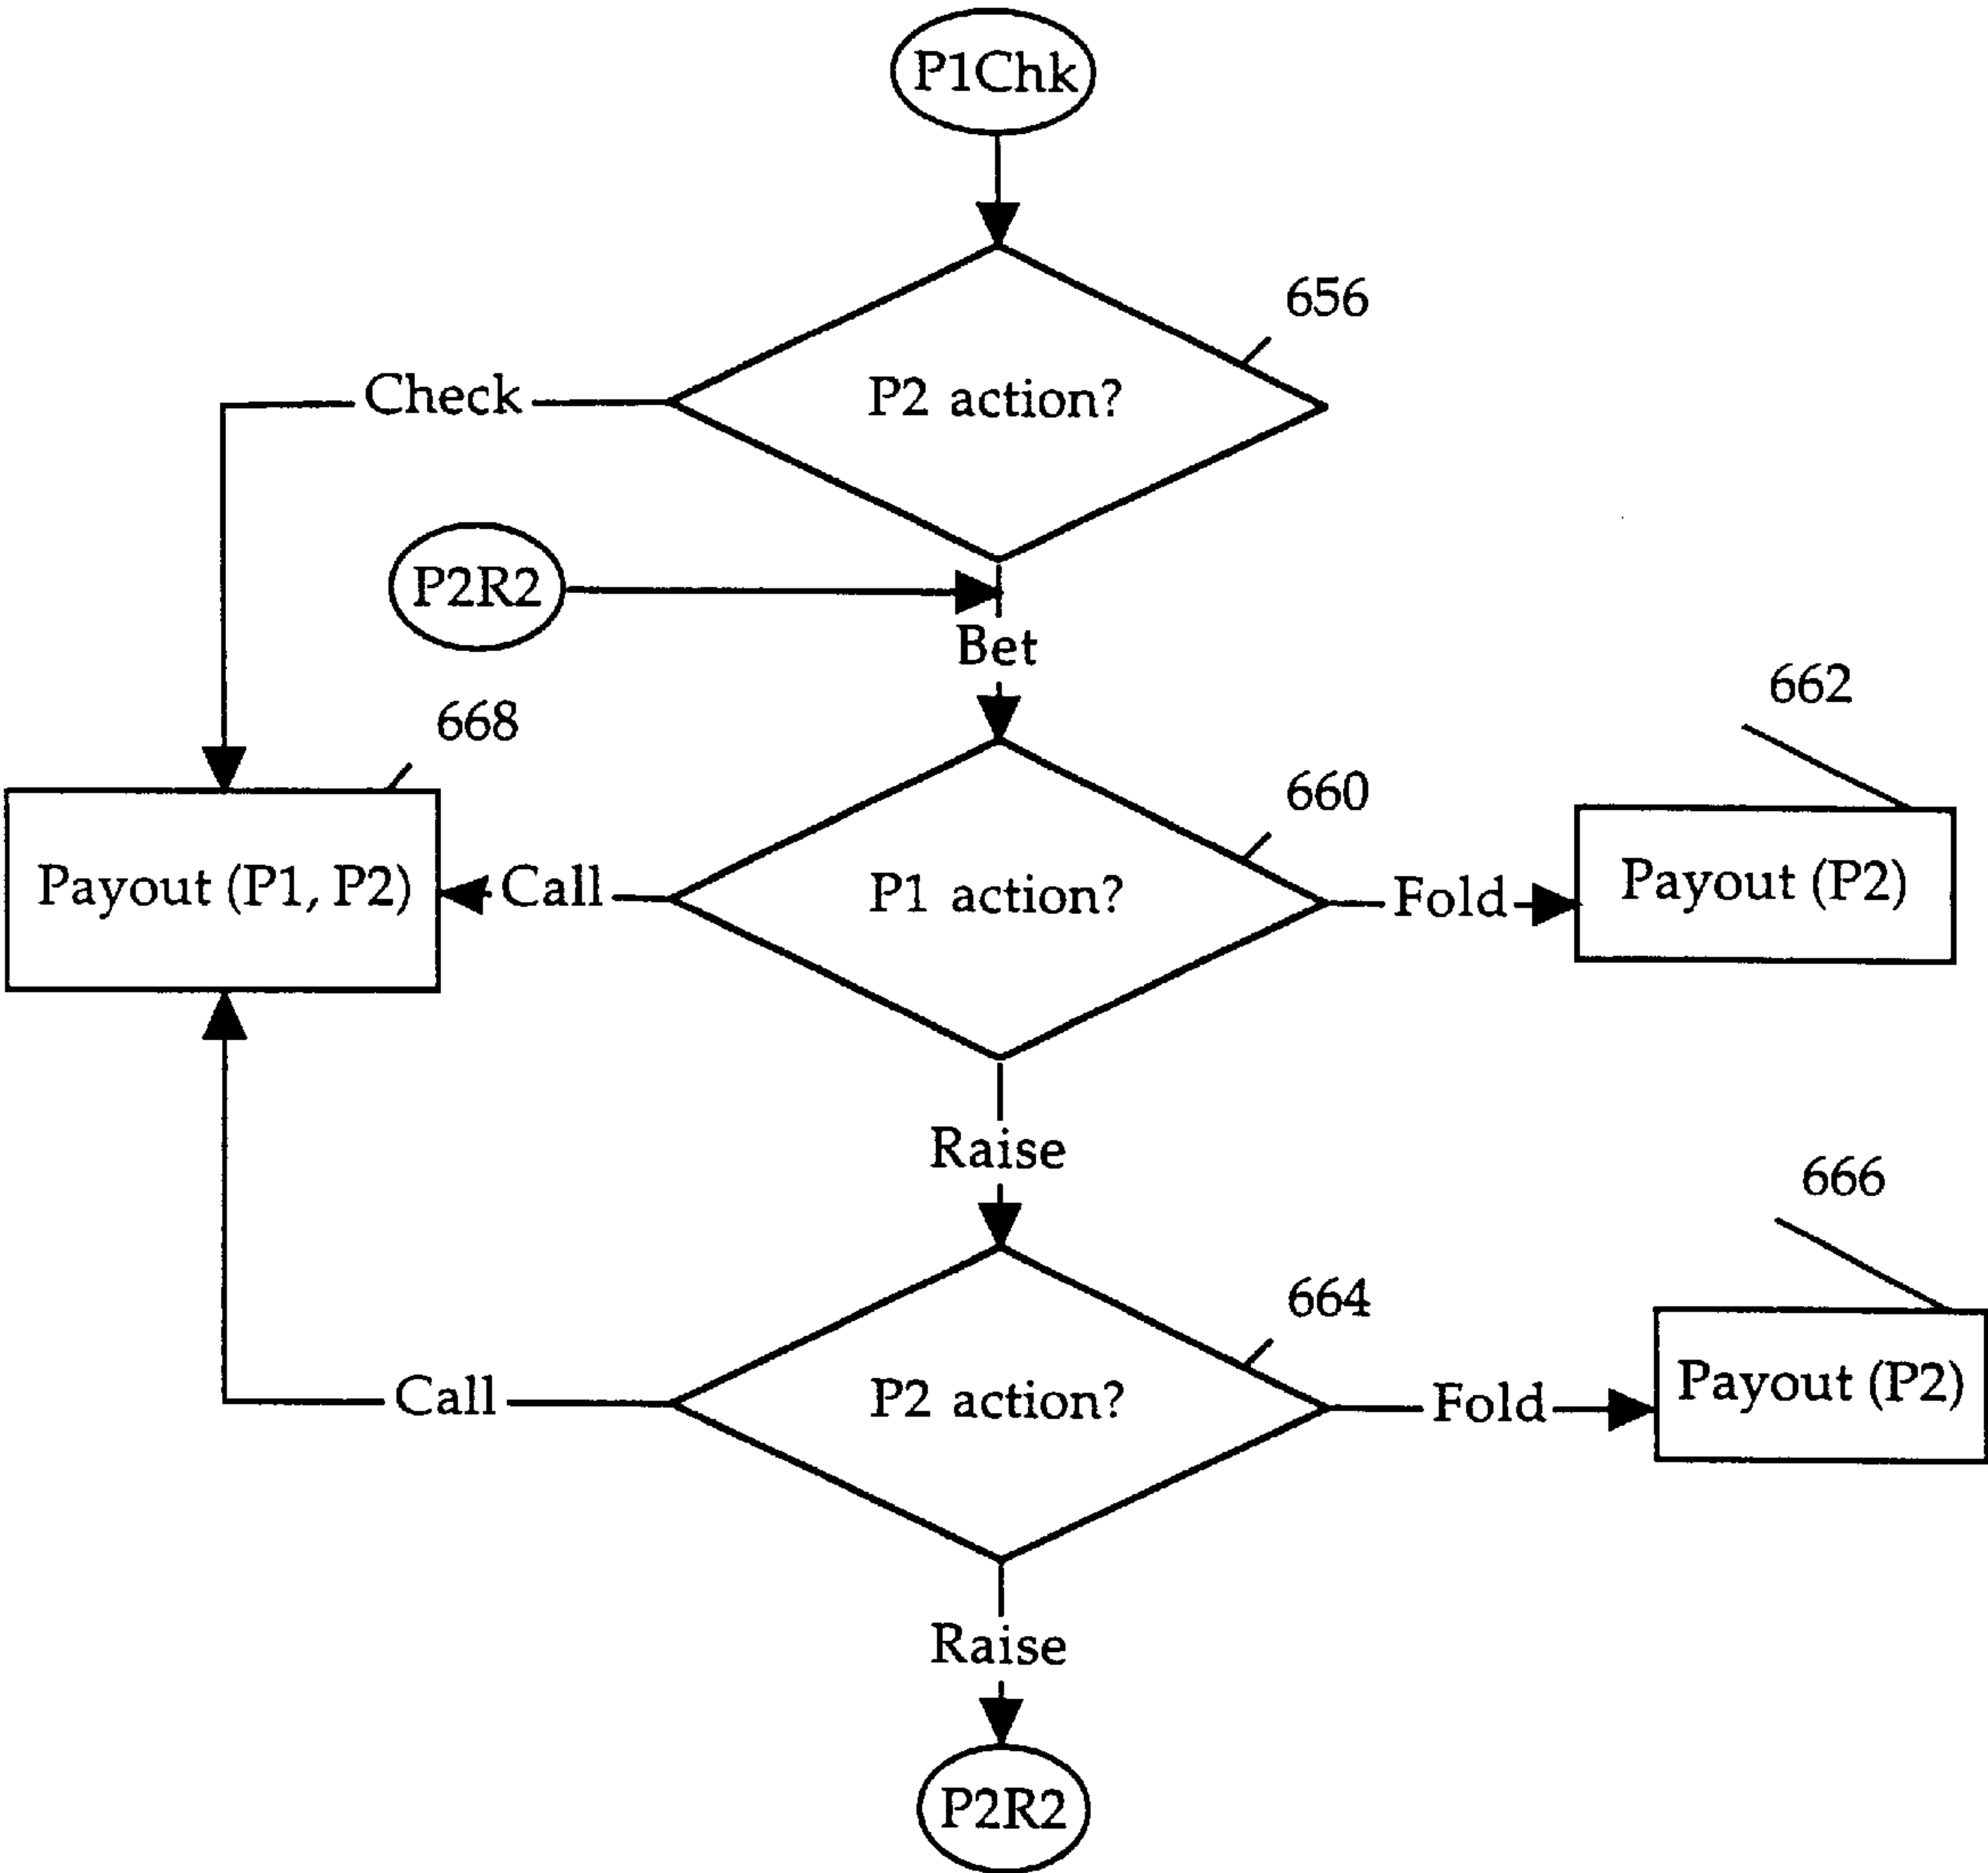 P1Chk
656
P2 action?
Check
P2R2
Bet
662
668
660
Payout (P1, P2)
Call
P1 action?
Fold
Payout (P2)
Raise
666
664
Call
P2 action?
Fold
Payout (P2)
Raise
P2R2